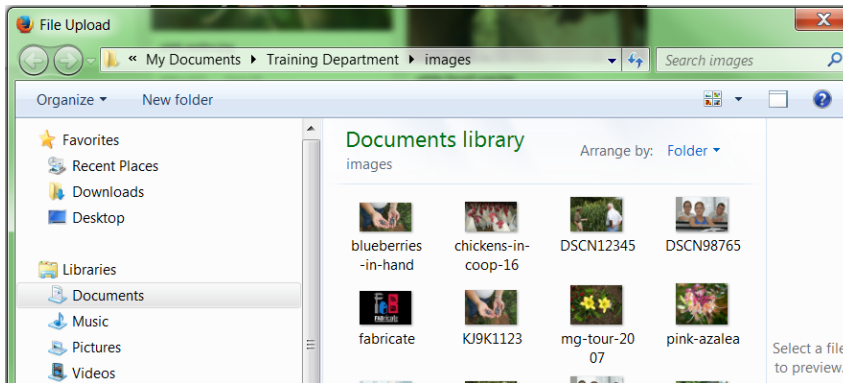 File Upload
« My Documents Training Department images
Search images
Organize
New folder
Favorites
Recent Places
Downloads
Desktop
Libraries
Documents
Music
Pictures
Videos
Documents library
images
Arrange by: Folder
blueberries
-in-hand
chickens-in-
coop-16
DSCN12345
DSCN98765
fabricate
KJ9K1123
mg-tour-20
07
pink-azalea
Select a file
to preview.